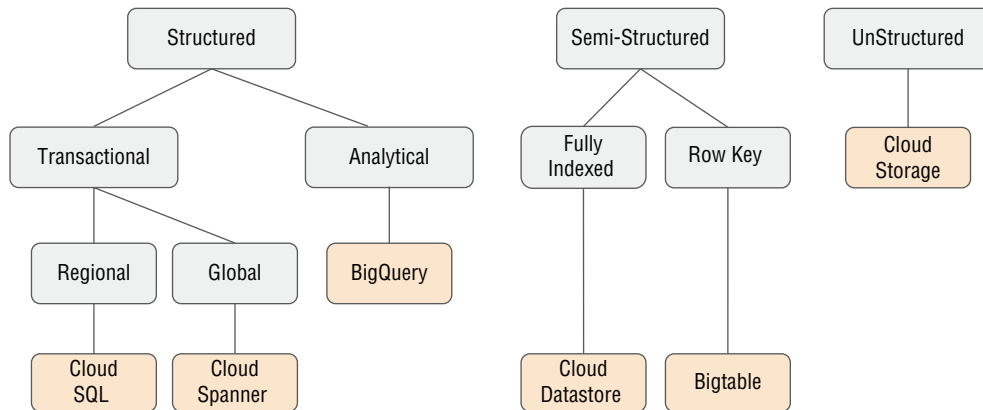 Structured
Semi-Structured
UnStructured
Transactional
Analytical
Fully
Indexed
Row Key
Cloud
Storage
Regional
Global
BigQuery
Cloud
SQL
Cloud
Spanner
Cloud
Datastore
Bigtable